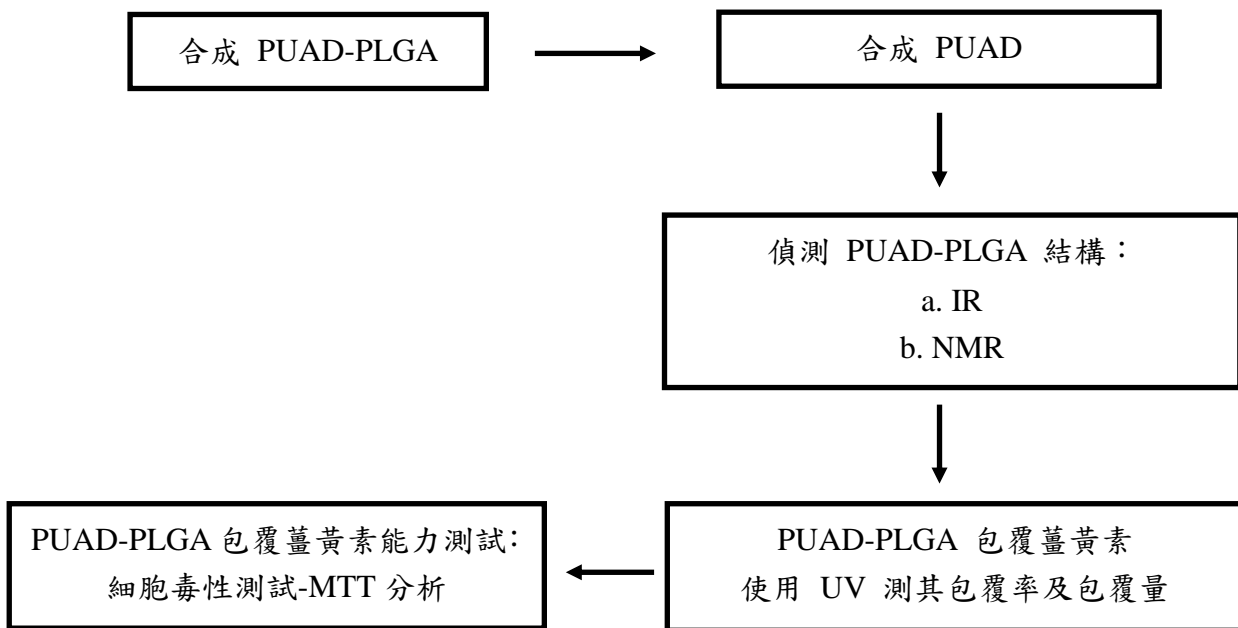 合成 PUAD-PLGA
合成 PUAD
偵測 PUAD-PLGA 結構：
a. IR
b. NMR
PUAD-PLGA 包覆薑黃素
使用 UV 測其包覆率及包覆量
PUAD-PLGA 包覆薑黃素能力測試:
細胞毒性測試-MTT 分析